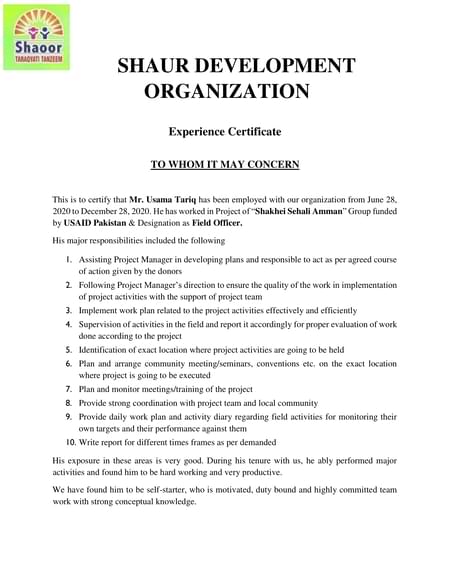 Shaoor
TARAQYATI TANZEEM
SHAUR DEVELOPMENT
ORGANIZATION
Experience Certificate
TO WHOM IT MAY CONCERN
This is to certify that Mr. Usama Tariq has been employed with our organization from June 28,
2020 to December 28, 2020. He has worked in Project of “Shakhei Sehali Amman” Group funded
by USAID Pakistan & Designation as Field Officer.
His major responsibilities included the following
1. Assisting Project Manager in developing plans and responsible to act as per agreed course
of action given by the donors
2. Following Project Manager’s direction to ensure the quality of the work in implementation
of project activities with the support of project team
3. Implement work plan related to the project activities effectively and efficiently
4. Supervision of activities in the field and report it accordingly for proper evaluation of work
done according to the project
5. Identification of exact location where project activities are going to be held
6. Plan and arrange community meeting/seminars, conventions etc. on the exact location
where project is going to be executed
7. Plan and monitor meetings/training of the project
8. Provide strong coordination with project team and local community
9. Provide daily work plan and activity diary regarding field activities for monitoring their
own targets and their performance against them
10. Write report for different times frames as per demanded
His exposure in these areas is very good. During his tenure with us, he ably performed major
activities and found him to be hard working and very productive.
We have found him to be self-starter, who is motivated, duty bound and highly committed team
work with strong conceptual knowledge.